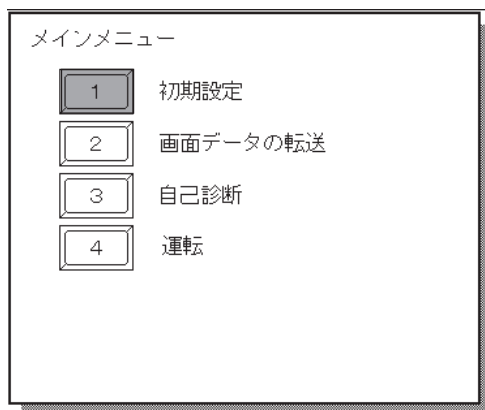 メインメニュー
1 初期設定
2 画面データの転送
3 自己診断
4 運転